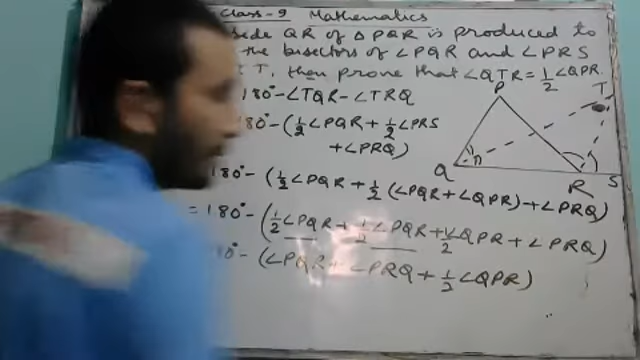 Class-9 Mathematics
side QR of △PQR is produced to
the bisectors of ∠PQR and ∠PRS
T, then prove that ∠QTR=1/2∠QPR.
180°-∠TQR-∠TRQ
180°-(1/2∠PQR+1/2∠PRS
+∠PRQ)
180°-(1/2∠PQR+1/2(∠PQR+∠QPR)+∠PRQ)
=180°-(1/2∠PQR+1/2∠PQR+1/2∠QPR+∠PRQ)
0°-(∠PQR+∠PRQ+1/2∠QPR)
P
T
Q
R
S